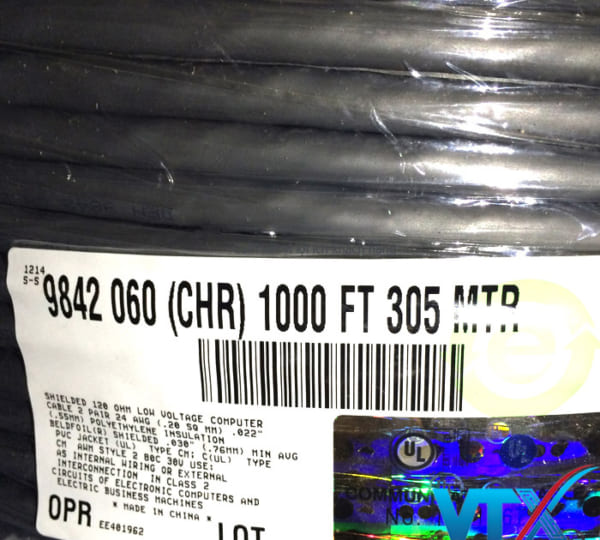 1214
S-S
9842 060 (CHR) 1000 FT 305 MTR
SHIELDED 120 OHM LOW VOLTAGE COMPUTER
CABLE 2 PAIR 24 AWG (.20 SQ MM) .022"
(.55MM) POLYETHYLENE INSULATION
BELDFOIL(R) SHIELDED .030" (.76MM) MIN AVG
PVC JACKET (UL) TYPE CM; C(UL) TYPE
CM AWM STYLE 2 80C 30V USE:
AS INTERNAL WIRING OR EXTERNAL
INTERCONNECTION IN CLASS 2
CIRCUITS OF ELECTRONIC COMPUTERS AND
ELECTRIC BUSINESS MACHINES
* MADE IN CHINA *
OPR EE401962 LOT
UL
No.
VTX